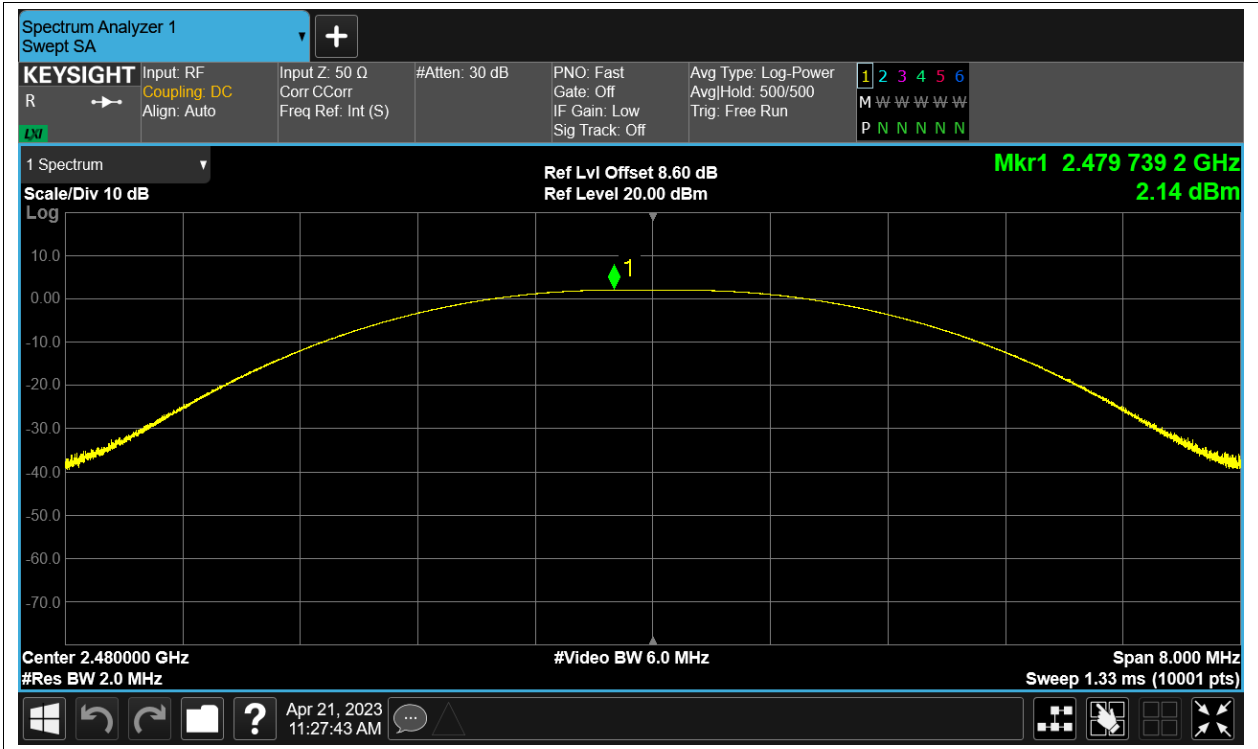 Spectrum Analyzer 1
Swept SA
KEYSIGHT
R
LXI
Input: RF
Coupling: DC
Align: Auto
Input Z: 50 Ω
Corr CCorr
Freq Ref: Int (S)
#Atten: 30 dB
PNO: Fast
Gate: Off
IF Gain: Low
Sig Track: Off
Avg Type: Log-Power
Avg|Hold: 500/500
Trig: Free Run
1 2 3 4 5 6
M W W W W W
P N N N N N
1 Spectrum
Scale/Div 10 dB
Log
Ref Lvl Offset 8.60 dB
Ref Level 20.00 dBm
Mkr1 2.479 739 2 GHz
2.14 dBm
1
10.0
0.00
-10.0
-20.0
-30.0
-40.0
-50.0
-60.0
-70.0
Center 2.480000 GHz
#Res BW 2.0 MHz
#Video BW 6.0 MHz
Span 8.000 MHz
Sweep 1.33 ms (10001 pts)
?
Apr 21, 2023
11:27:43 AM